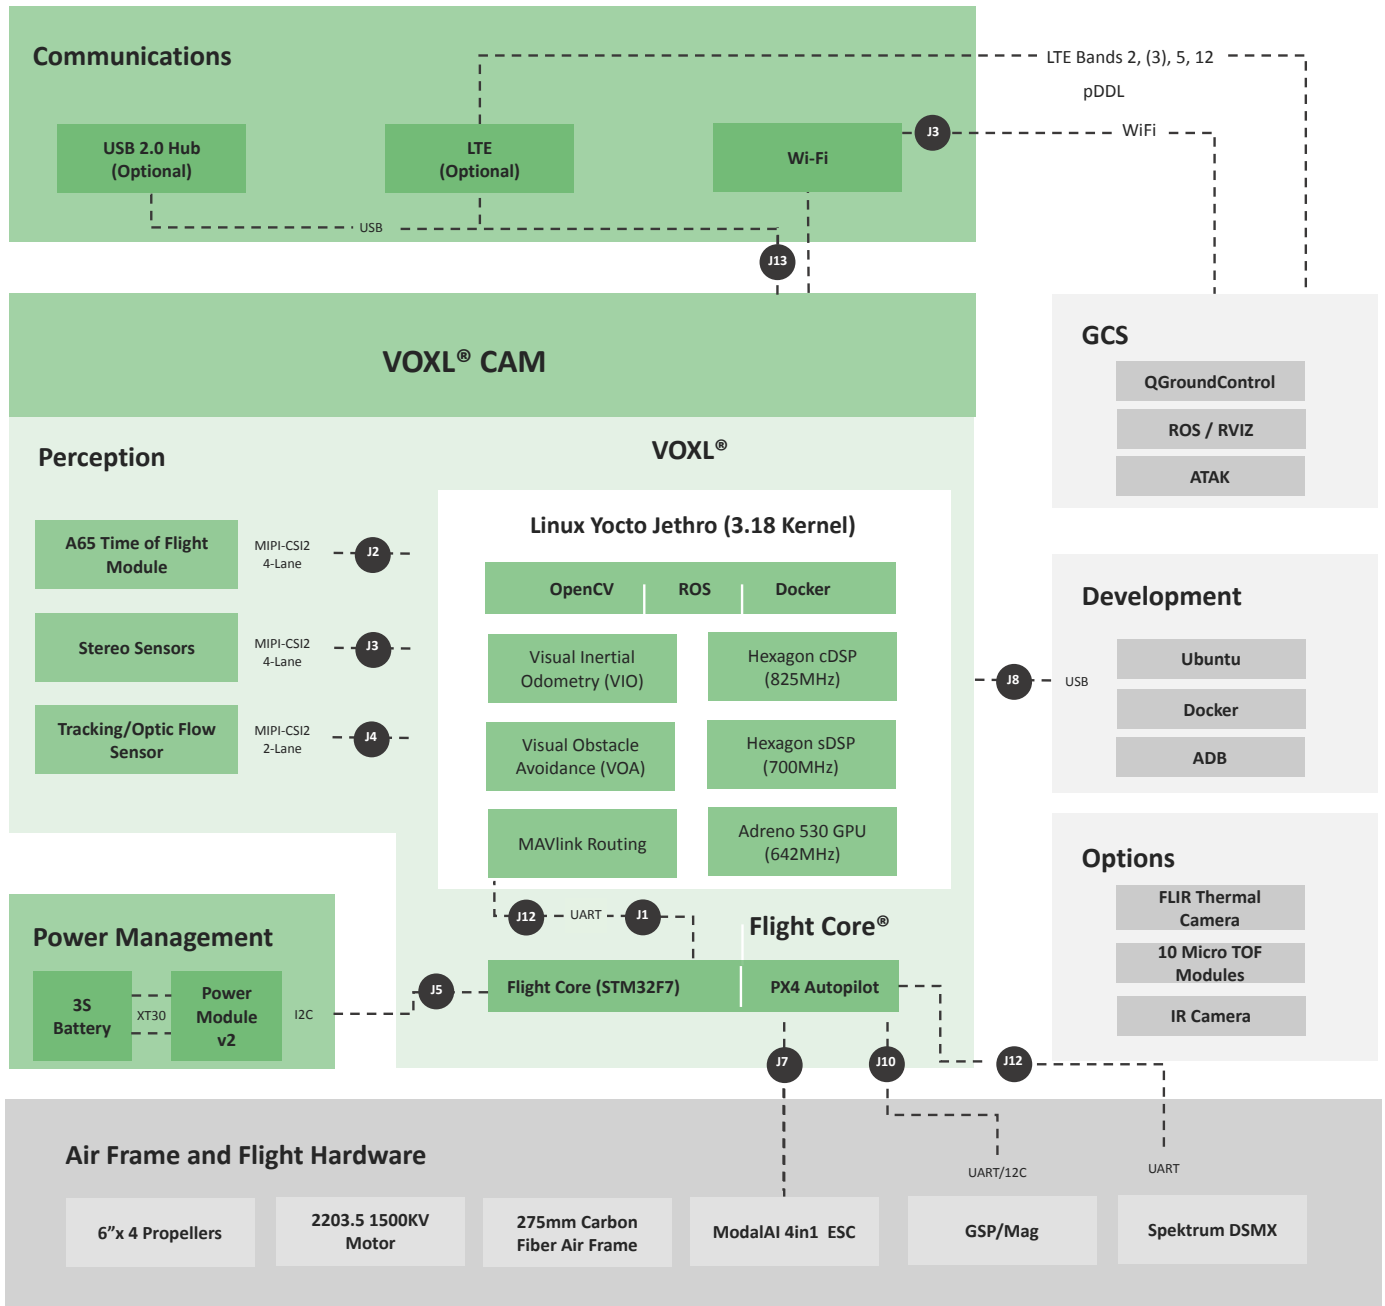 Communications
LTE Bands 2, (3), 5, 12
pDDL
J3
WiFi
USB 2.0 Hub
(Optional)
LTE
(Optional)
Wi-Fi
USB
J13
VOXL® CAM
GCS
QGroundControl
ROS / RVIZ
ATAK
Perception
VOXL®
A65 Time of Flight
Module
MIPI-CSI2
4-Lane
J2
Stereo Sensors
MIPI-CSI2
4-Lane
J3
Tracking/Optic Flow
Sensor
MIPI-CSI2
2-Lane
J4
Linux Yocto Jethro (3.18 Kernel)
OpenCV
ROS
Docker
Visual Inertial
Odometry (VIO)
Hexagon cDSP
(825MHz)
Visual Obstacle
Avoidance (VOA)
Hexagon sDSP
(700MHz)
MAVlink Routing
Adreno 530 GPU
(642MHz)
J8
USB
Development
Ubuntu
Docker
ADB
Options
FLIR Thermal
Camera
10 Micro TOF
Modules
IR Camera
J12
UART
J1
Flight Core®
Flight Core (STM32F7)
PX4 Autopilot
Power Management
3S
Battery
XT30
Power
Module
v2
I2C
J5
J7
J10
J12
Air Frame and Flight Hardware
UART/12C
UART
6”x 4 Propellers
2203.5 1500KV
Motor
275mm Carbon
Fiber Air Frame
ModalAI 4in1 ESC
GSP/Mag
Spektrum DSMX